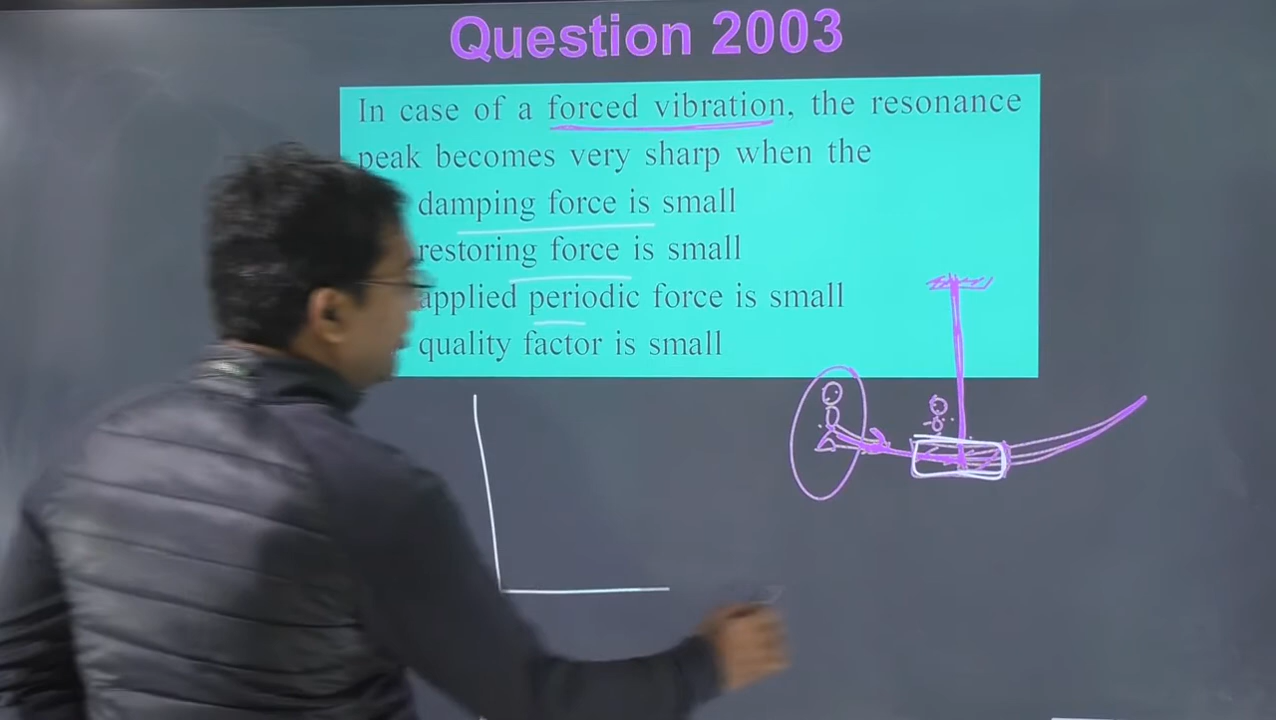 Question 2003
In case of a forced vibration, the resonance
peak becomes very sharp when the
damping force is small
restoring force is small
applied periodic force is small
quality factor is small